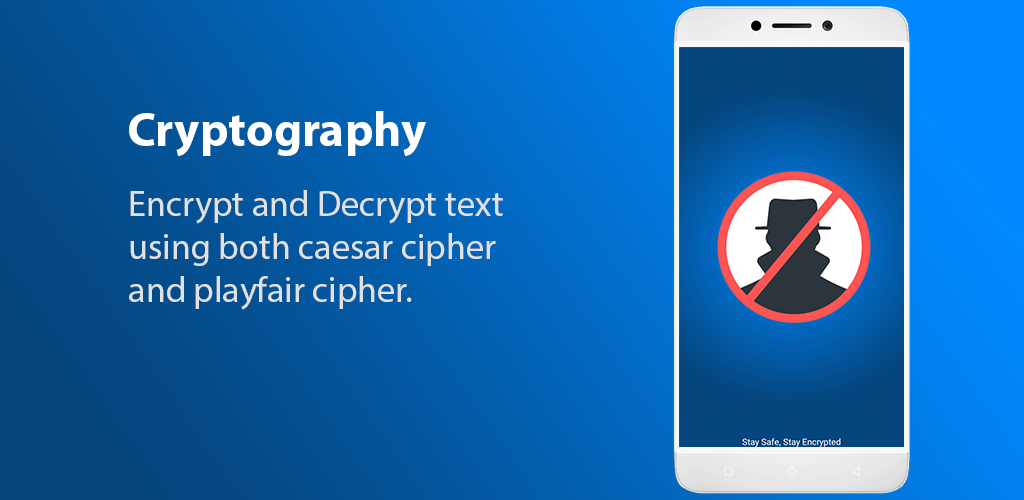 Cryptography
Encrypt and Decrypt text
using both caesar cipher
and playfair cipher.
Stay Safe, Stay Encrypted